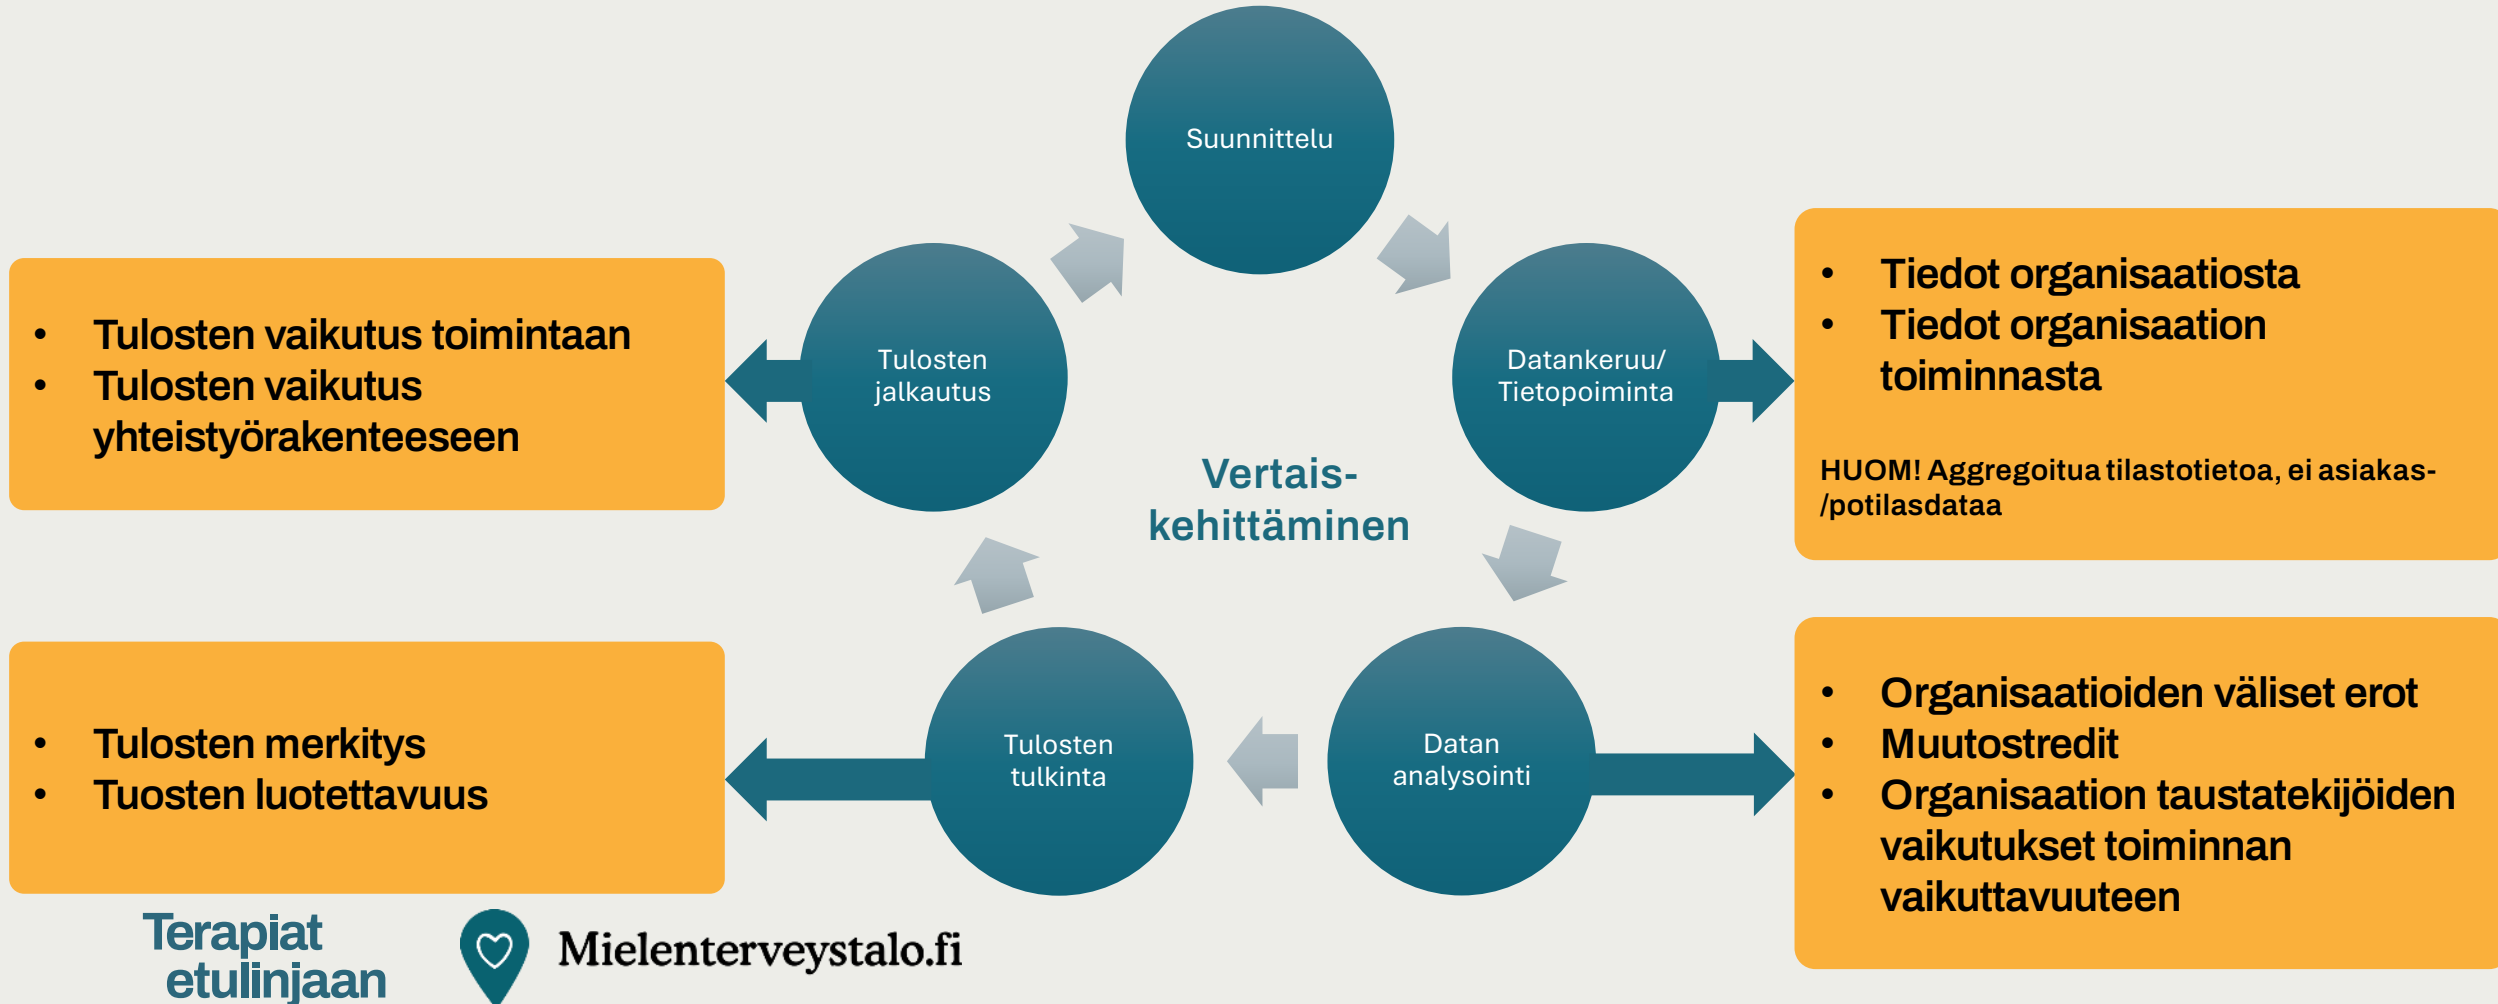 Suunnittelu
• Tiedot organisaatiosta
• Tiedot organisaation
toiminnasta
HUOM! Aggregoitua tilastotietoa, ei asiakas-
/potilasdataa
• Tulosten vaikutus toimintaan
• Tulosten vaikutus
yhteistyörakenteeseen
Tulosten
jalkautus
Datankeruu/
Tietopoiminta
Vertais-
kehittäminen
• Tulosten merkitys
• Tuosten luotettavuus
Tulosten
tulkinta
Datan
analysointi
• Organisaatioiden väliset erot
• Muutostredit
• Organisaation taustatekijöiden
vaikutukset toiminnan
vaikuttavuuteen
Terapiat
etulinjaan
Mielenterveystalo.fi